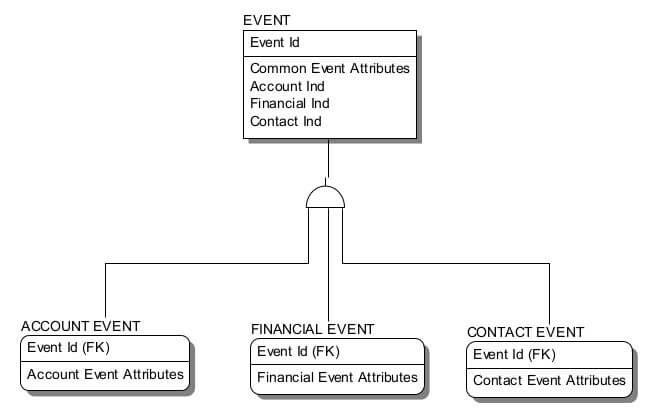 EVENT
Event Id
Common Event Attributes
Account Ind
Financial Ind
Contact Ind
ACCOUNT EVENT
Event Id (FK)
Account Event Attributes
FINANCIAL EVENT
Event Id (FK)
Financial Event Attributes
CONTACT EVENT
Event Id (FK)
Contact Event Attributes